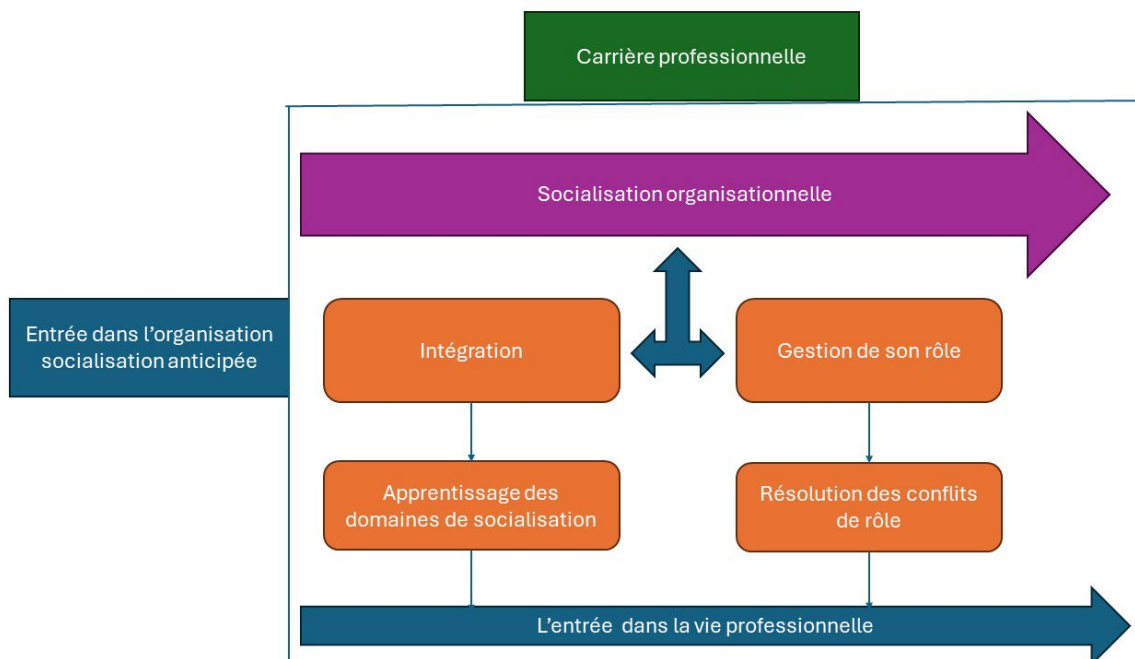 Carrière professionnelle
Socialisation organisationnelle
Entrée dans l’organisation
socialisation anticipée
Intégration
Gestion de son rôle
Apprentissage des
domaines de socialisation
Résolution des conflits
de rôle
L’entrée  dans la vie professionnelle